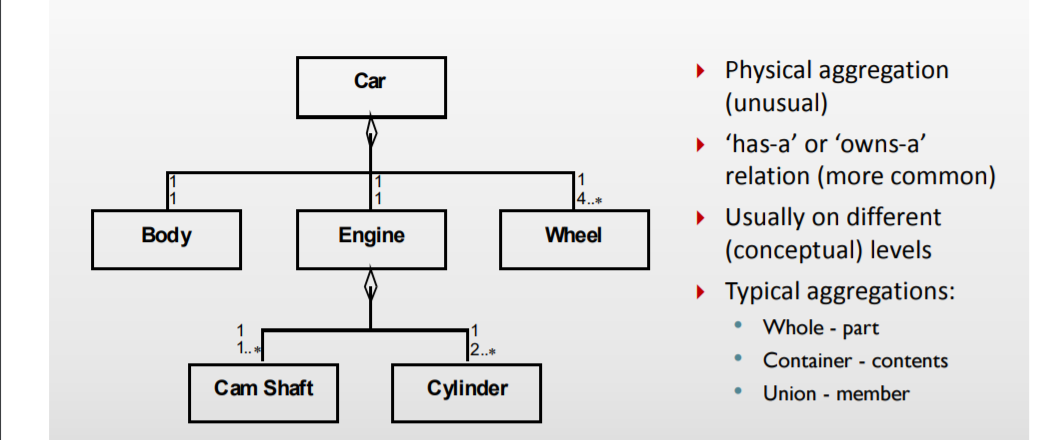 Car
1
1
1
1
1
4..*
Body
Engine
Wheel
1
1..*
1
2..*
Cam Shaft
Cylinder
Physical aggregation
(unusual)
‘has-a’ or ‘owns-a’
relation (more common)
Usually on different
(conceptual) levels
Typical aggregations:
Whole - part
Container - contents
Union - member